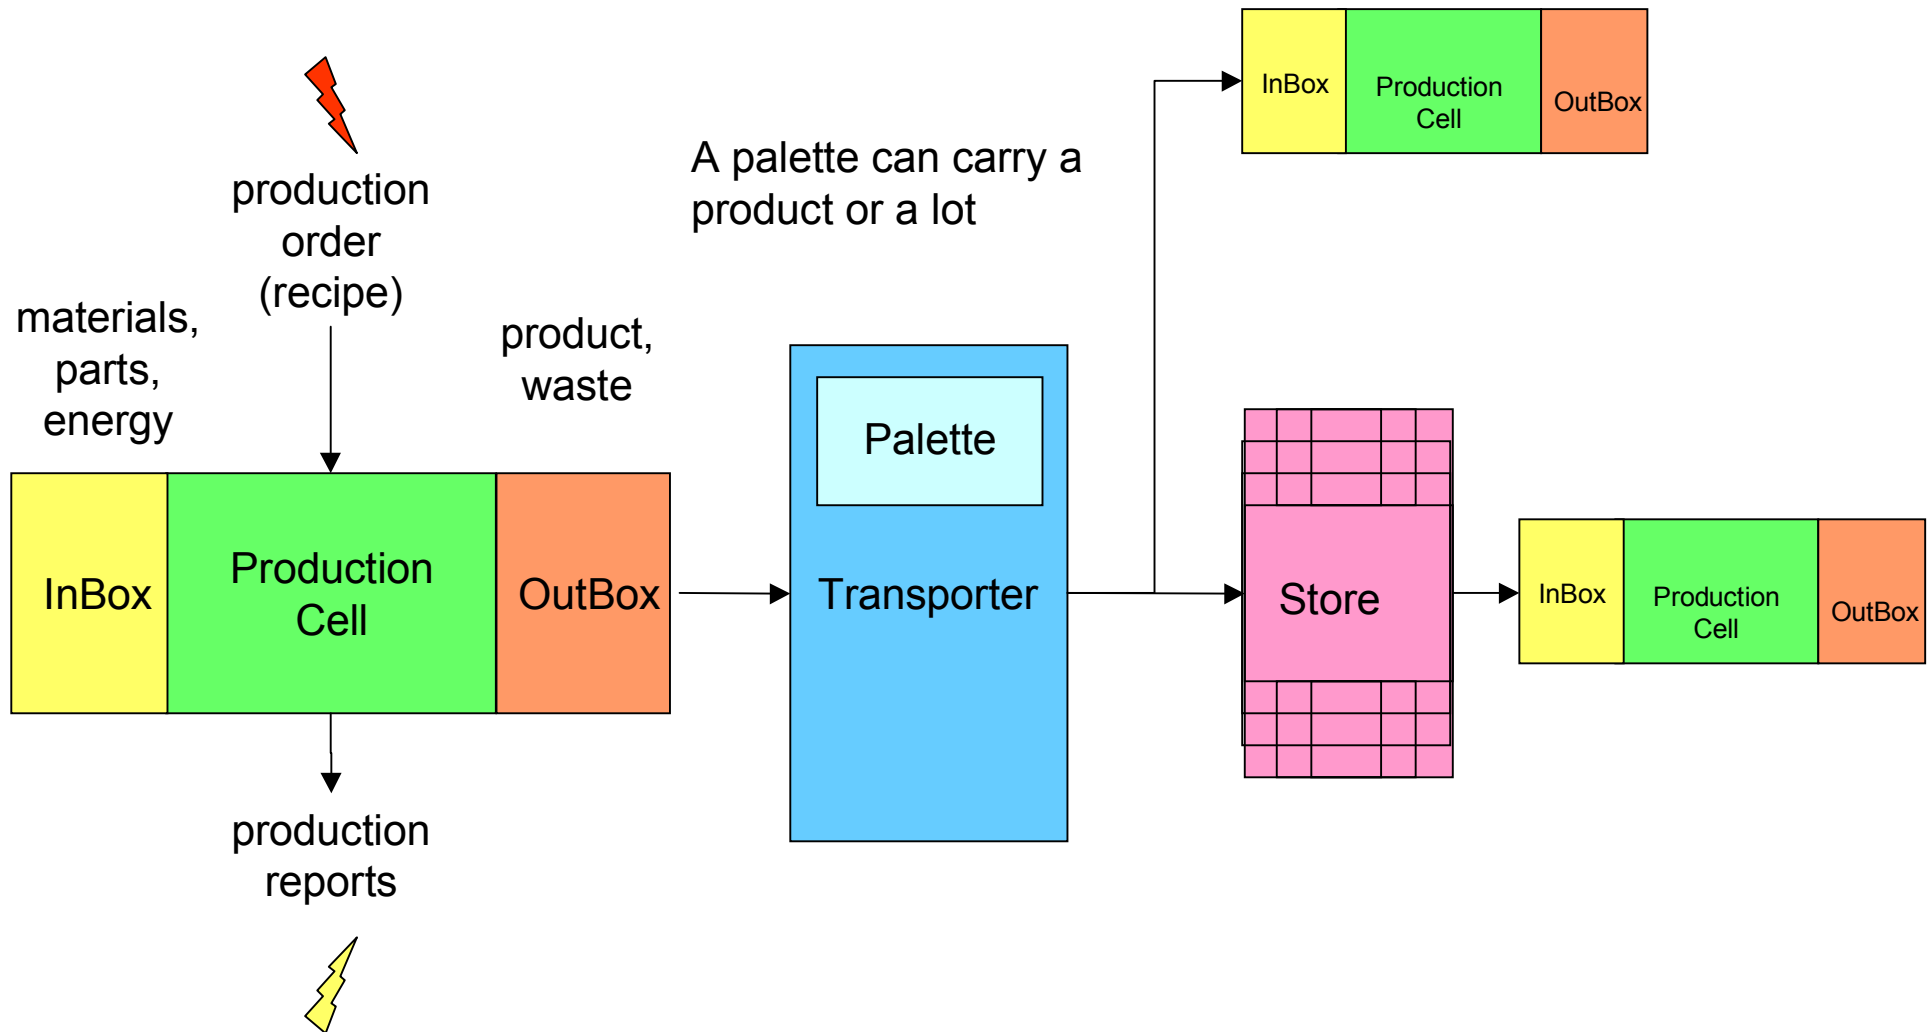 InBox
Production
Cell
OutBox
production
order
(recipe)
A palette can carry a
product or a lot
materials,
parts,
energy
product,
waste
Palette
InBox
Production
Cell
OutBox
Transporter
Store
InBox
Production
Cell
OutBox
production
reports